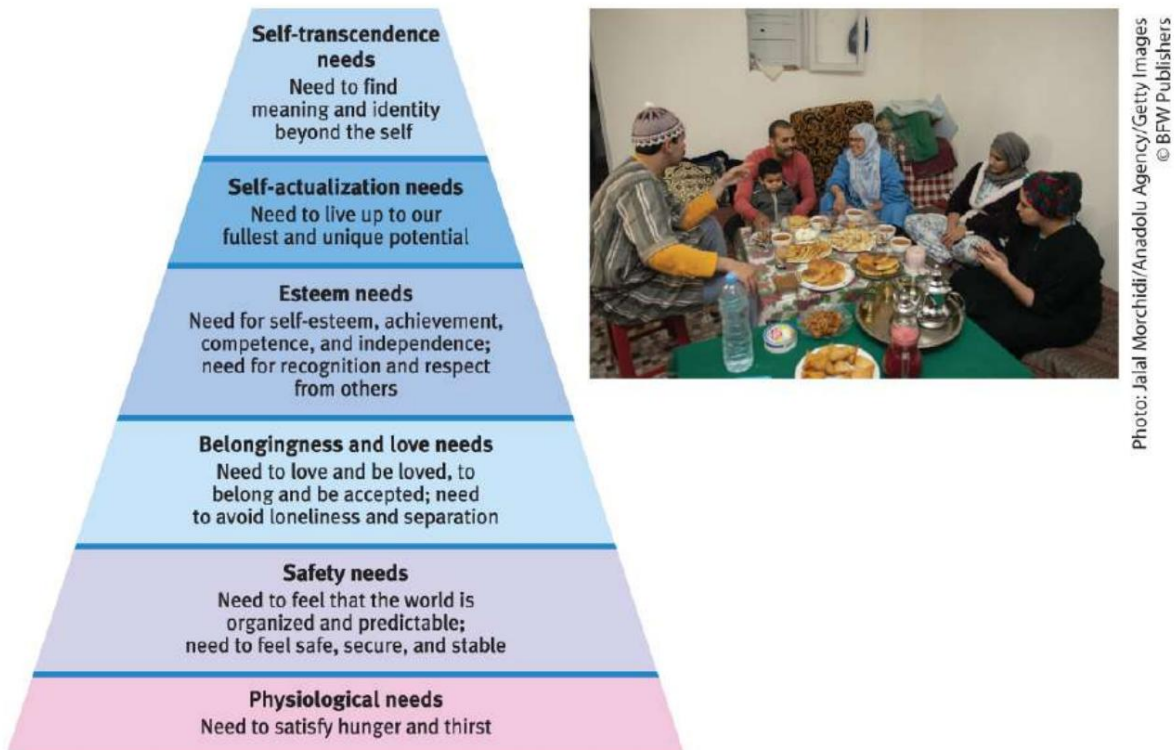 Self-transcendence
needs
Need to find
meaning and identity
beyond the self
Self-actualization needs
Need to live up to our
fullest and unique potential
Esteem needs
Need for self-esteem, achievement,
competence, and independence;
need for recognition and respect
from others
Belongingness and love needs
Need to love and be loved, to
belong and be accepted; need
to avoid loneliness and separation
Safety needs
Need to feel that the world is
organized and predictable;
need to feel safe, secure, and stable
Physiological needs
Need to satisfy hunger and thirst
Photo: Jalal Morchidi/Anadolu Agency/Getty Images
© BFW Publishers